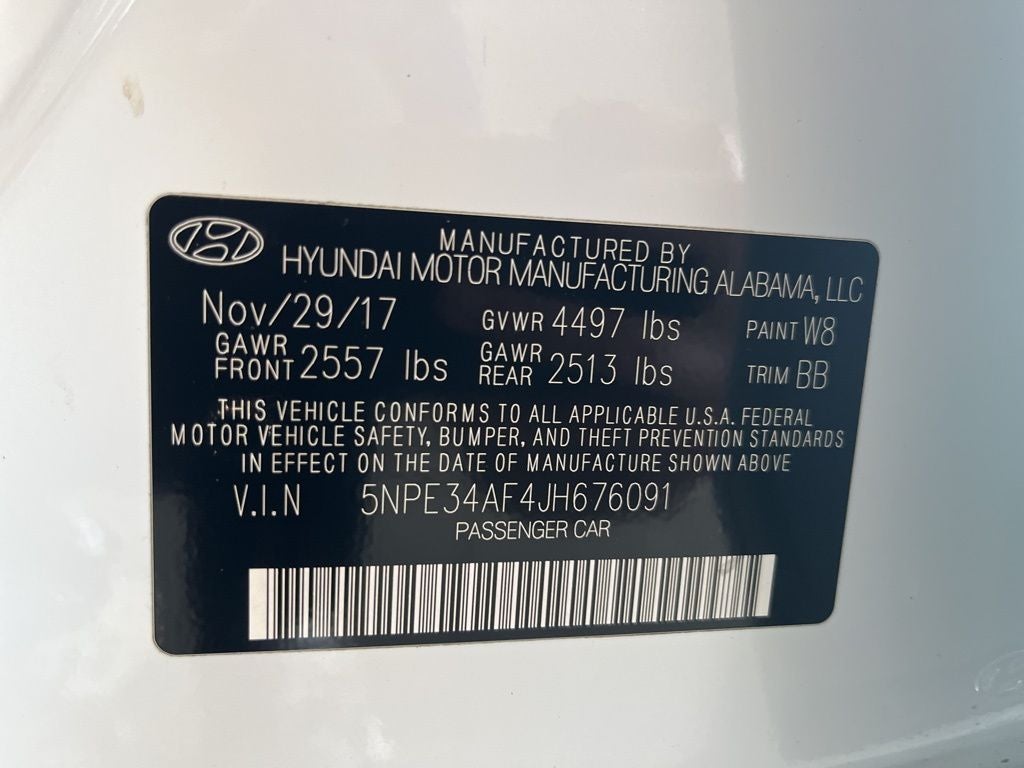 MANUFACTURED BY
HYUNDAI MOTOR MANUFACTURING ALABAMA, LLC
Nov/29/17 GVWR 4497 lbs PAINT W8
GAWR FRONT 2557 lbs GAWR REAR 2513 lbs TRIM BB
THIS VEHICLE CONFORMS TO ALL APPLICABLE U.S.A. FEDERAL
MOTOR VEHICLE SAFETY, BUMPER, AND THEFT PREVENTION STANDARDS
IN EFFECT ON THE DATE OF MANUFACTURE SHOWN ABOVE
V.I.N 5NPE34AF4JH676091
PASSENGER CAR